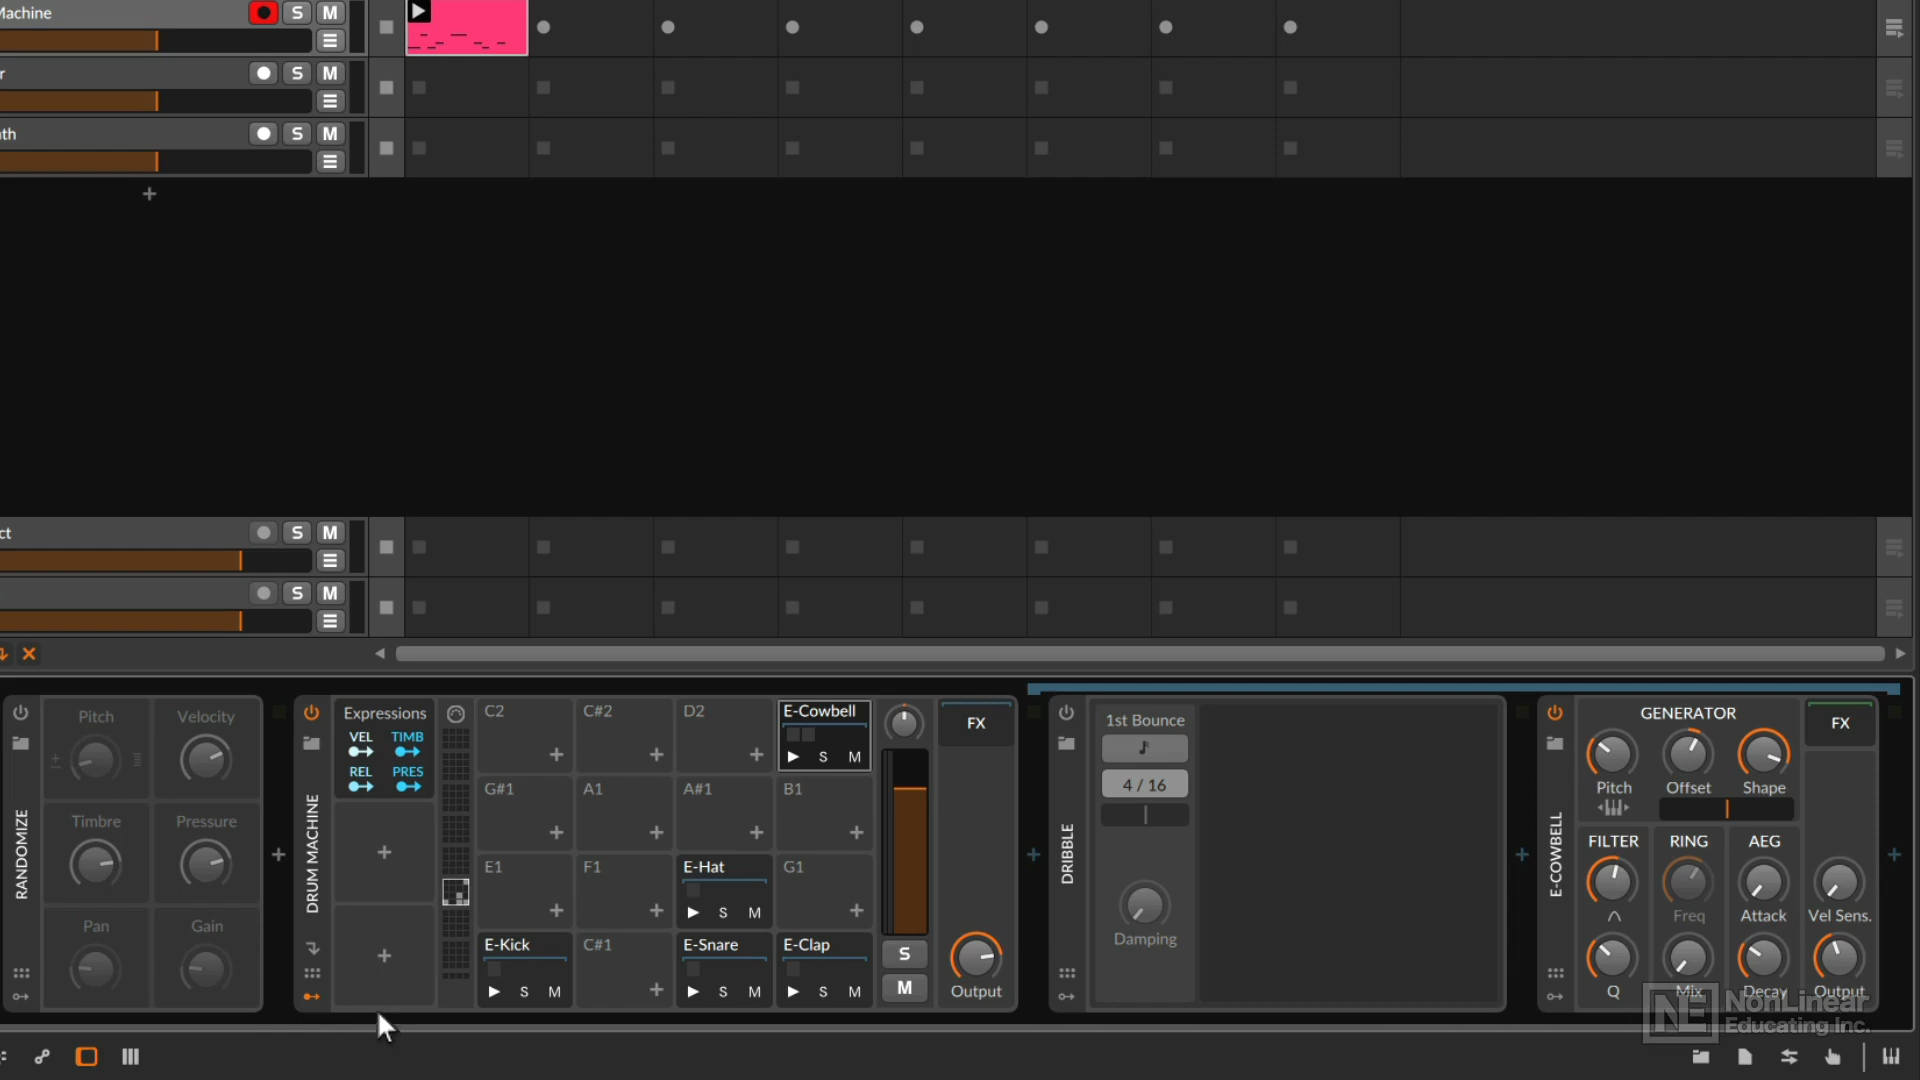 Machine
S M
r
S M
th
S M
+
ct
S M
S M
RANDOMIZE
Pitch Velocity
Timbre Pressure
Pan Gain
DRUM MACHINE
Expressions
VEL TIMB
REL PRES
C2 C#2 D2 E-Cowbell
S M
G#1 A1 A#1 B1
E1 F1 E-Hat G1
S M
E-Kick C#1 E-Snare E-Clap
S M S M S M
S
M
FX
Output
DRIBBLE
1st Bounce
4 / 16
Damping
E-COWBELL
GENERATOR
Pitch Offset Shape
FILTER RING AEG
Freq Attack Vel Sens.
Q Mix Decay Output
FX
NE NonLinear
Educating Inc.